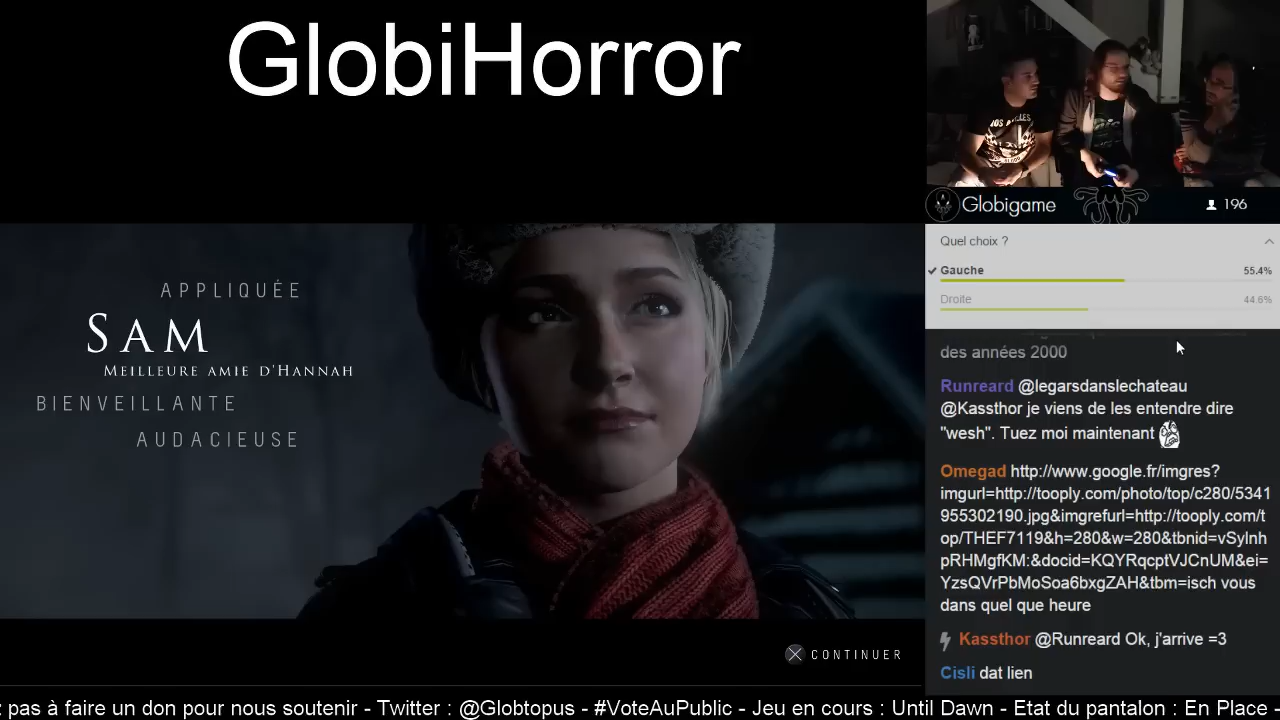 GlobiHorror
Globigame
196
Quel choix ?
Gauche
55.4%
Droite
44.6%
APPLIQUÉE
SAM
MEILLEURE AMIE D'HANNAH
BIENVEILLANTE
AUDACIEUSE
CONTINUER
des années 2000
Runreard @legarsdanslechateau
@Kassthor je viens de les entendre dire
"wesh". Tuez moi maintenant
Omegad http://www.google.fr/imgres?
imgurl=http://tooply.com/photo/top/c280/5341
955302190.jpg&imgrefurl=http://tooply.com/t
op/THEF7119&h=280&w=280&tbnid=vSylnh
pRHMgfKM:&docid=KQYRqcptVJCnUM&ei=
YzsQVrPbMoSoa6bxgZAH&tbm=isch vous
dans quel que heure
Kassthor @Runreard Ok, j'arrive =3
Cisli dat lien
pas à faire un don pour nous soutenir - Twitter : @Globtopus - #VoteAuPublic - Jeu en cours : Until Dawn - Etat du pantalon : En Place -